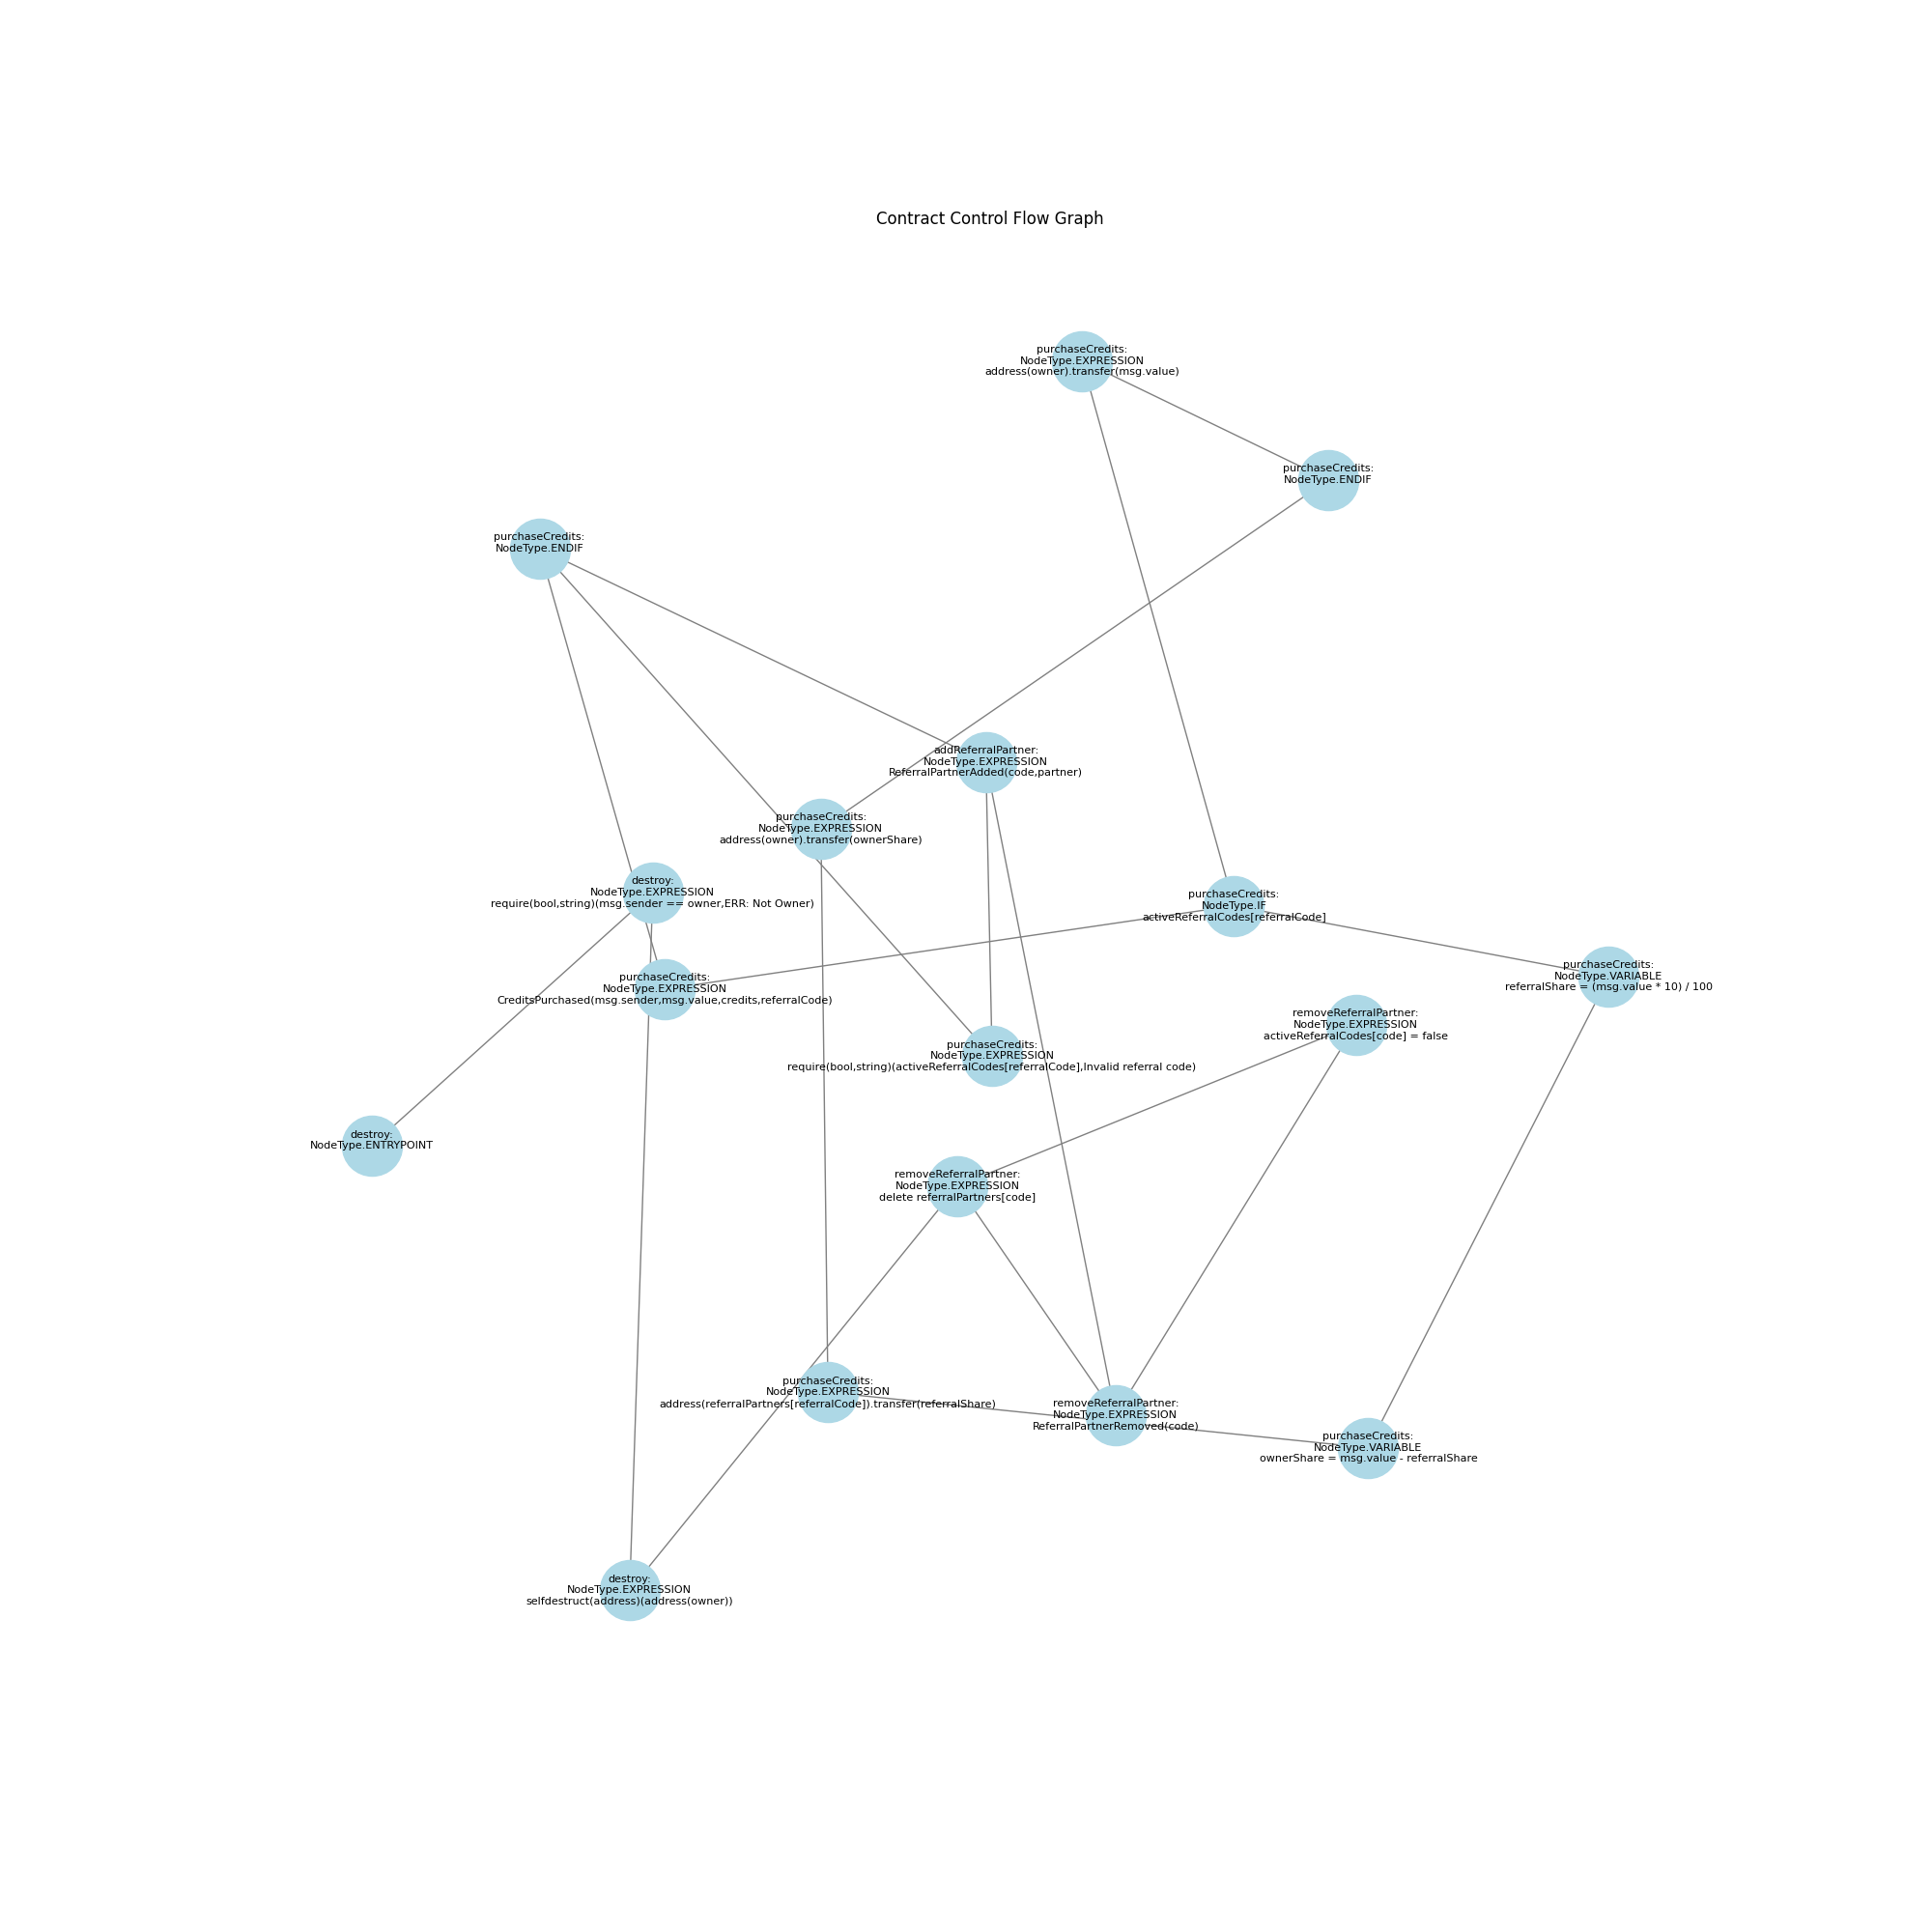 Contract Control Flow Graph
purchaseCredits:
NodeType.EXPRESSION
address(owner).transfer(msg.value)
purchaseCredits:
NodeType.ENDIF
purchaseCredits:
NodeType.ENDIF
addReferralPartner:
NodeType.EXPRESSION
ReferralPartnerAdded(code,partner)
purchaseCredits:
NodeType.EXPRESSION
address(owner).transfer(ownerShare)
destroy:
NodeType.EXPRESSION
require(bool,string)(msg.sender == owner,ERR: Not Owner)
purchaseCredits:
NodeType.IF
activeReferralCodes[referralCode]
purchaseCredits:
NodeType.VARIABLE
referralShare = (msg.value * 10) / 100
purchaseCredits:
NodeType.EXPRESSION
CreditsPurchased(msg.sender,msg.value,credits,referralCode)
removeReferralPartner:
NodeType.EXPRESSION
activeReferralCodes[code] = false
purchaseCredits:
NodeType.EXPRESSION
require(bool,string)(activeReferralCodes[referralCode],Invalid referral code)
destroy:
NodeType.ENTRYPOINT
removeReferralPartner:
NodeType.EXPRESSION
delete referralPartners[code]
purchaseCredits:
NodeType.EXPRESSION
address(referralPartners[referralCode]).transfer(referralShare)
removeReferralPartner:
NodeType.EXPRESSION
ReferralPartnerRemoved(code)
purchaseCredits:
NodeType.VARIABLE
ownerShare = msg.value - referralShare
destroy:
NodeType.EXPRESSION
selfdestruct(address)(address(owner))